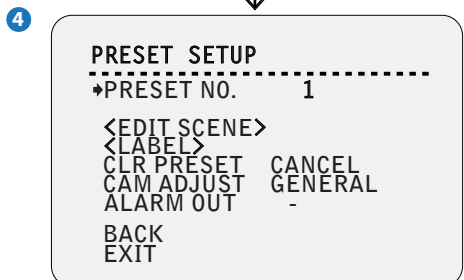 4
PRESET SETUP
PRESET NO. 1
<EDIT SCENE>
<LABEL>
CLR PRESET CANCEL
CAM ADJUST GENERAL
ALARM OUT -
BACK
EXIT